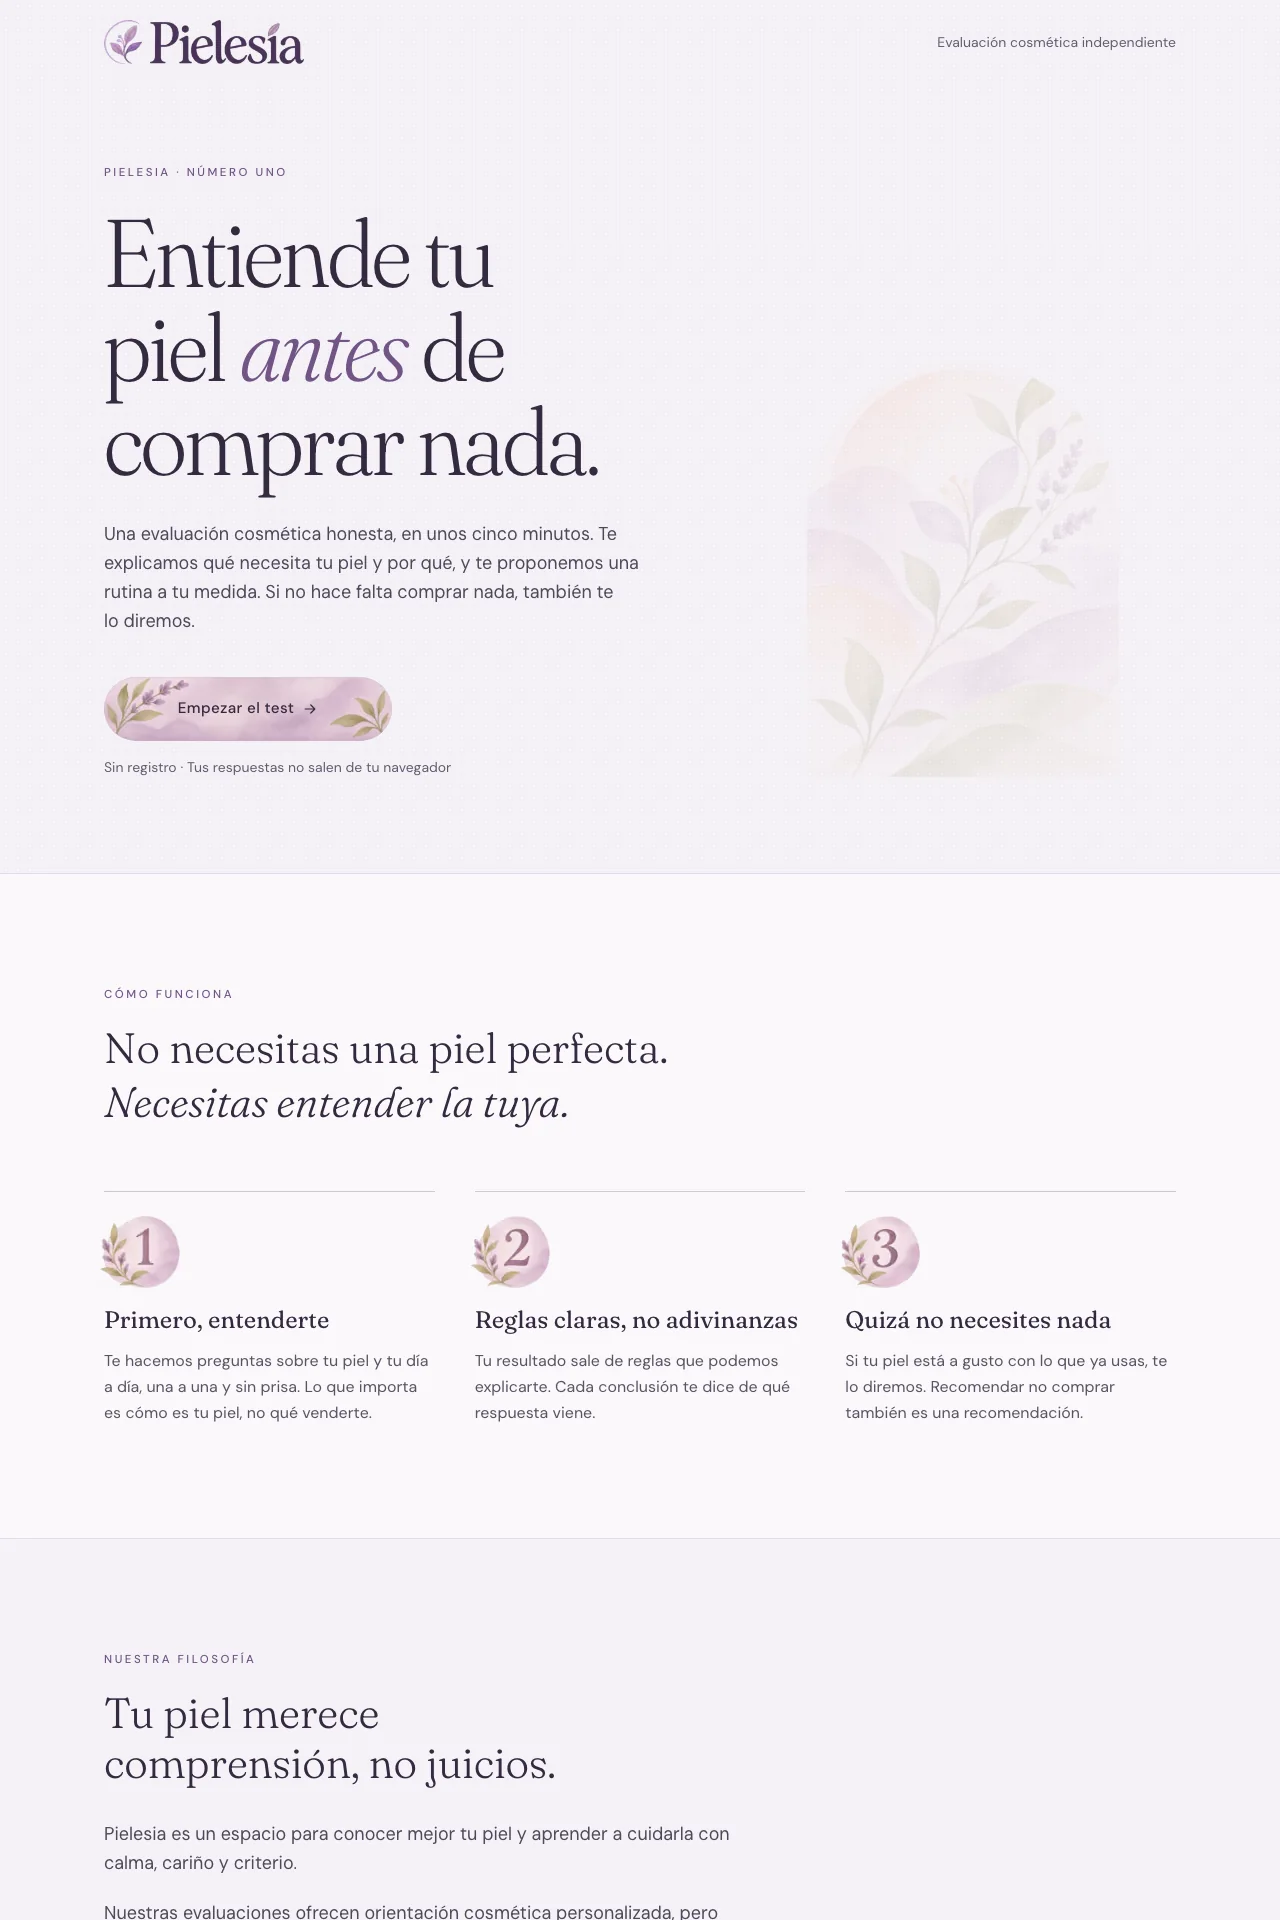 Pielesía
Evaluación cosmética independiente
PIELESIA · NÚMERO UNO
Entiende tu
piel antes de
comprar nada.
Una evaluación cosmética honesta, en unos cinco minutos. Te
explicamos qué necesita tu piel y por qué, y te proponemos una
rutina a tu medida. Si no hace falta comprar nada, también te
lo diremos.
Empezar el test →
Sin registro · Tus respuestas no salen de tu navegador
CÓMO FUNCIONA
No necesitas una piel perfecta.
Necesitas entender la tuya.
1
Primero, entenderte
Te hacemos preguntas sobre tu piel y tu día
a día, una a una y sin prisa. Lo que importa
es cómo es tu piel, no qué venderte.
2
Reglas claras, no adivinanzas
Tu resultado sale de reglas que podemos
explicarte. Cada conclusión te dice de qué
respuesta viene.
3
Quizá no necesites nada
Si tu piel está a gusto con lo que ya usas, te
lo diremos. Recomendar no comprar
también es una recomendación.
NUESTRA FILOSOFÍA
Tu piel merece
comprensión, no juicios.
Pielesia es un espacio para conocer mejor tu piel y aprender a cuidarla con
calma, cariño y criterio.
Nuestras evaluaciones ofrecen orientación cosmética personalizada, pero